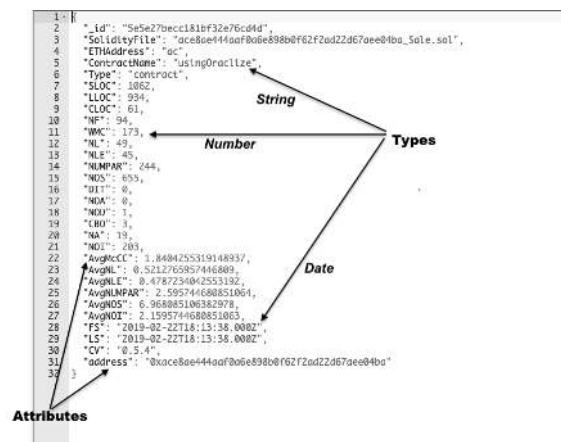 1 {
2 "_id": "5e5e27becc181bf32e76cd4d",
3 "SolidityFile": "ace8ae444aaf0a6e898b0f62f2ad22d67aee04ba_Sale.sol",
4 "ETHAddress": "ac",
5 "ContractName": "usingOraclize",
6 "Type": "contract",
7 "SLOC": 1062,
8 "LLOC": 934,
9 "CLOC": 61,
10 "NF": 94,
11 "WMC": 173,
12 "NL": 49,
13 "NLE": 45,
14 "NUMPAR": 244,
15 "NOS": 655,
16 "DIT": 0,
17 "NOA": 0,
18 "NOD": 1,
19 "CBO": 3,
20 "NA": 19,
21 "NOI": 203,
22 "AvgMcCC": 1.8404255319148937,
23 "AvgNL": 0.5212765957446809,
24 "AvgNLE": 0.4787234042553192,
25 "AvgNUMPAR": 2.595744680851064,
26 "AvgNOS": 6.968085106382978,
27 "AvgNOI": 2.1595744680851063,
28 "FS": "2019-02-22T18:13:38.000Z",
29 "LS": "2019-02-22T18:13:38.000Z",
30 "CV": "0.5.4",
31 "address": "0xace8ae444aaf0a6e898b0f62f2ad22d67aee04ba"
32 }
String
Number
Types
Date
Attributes